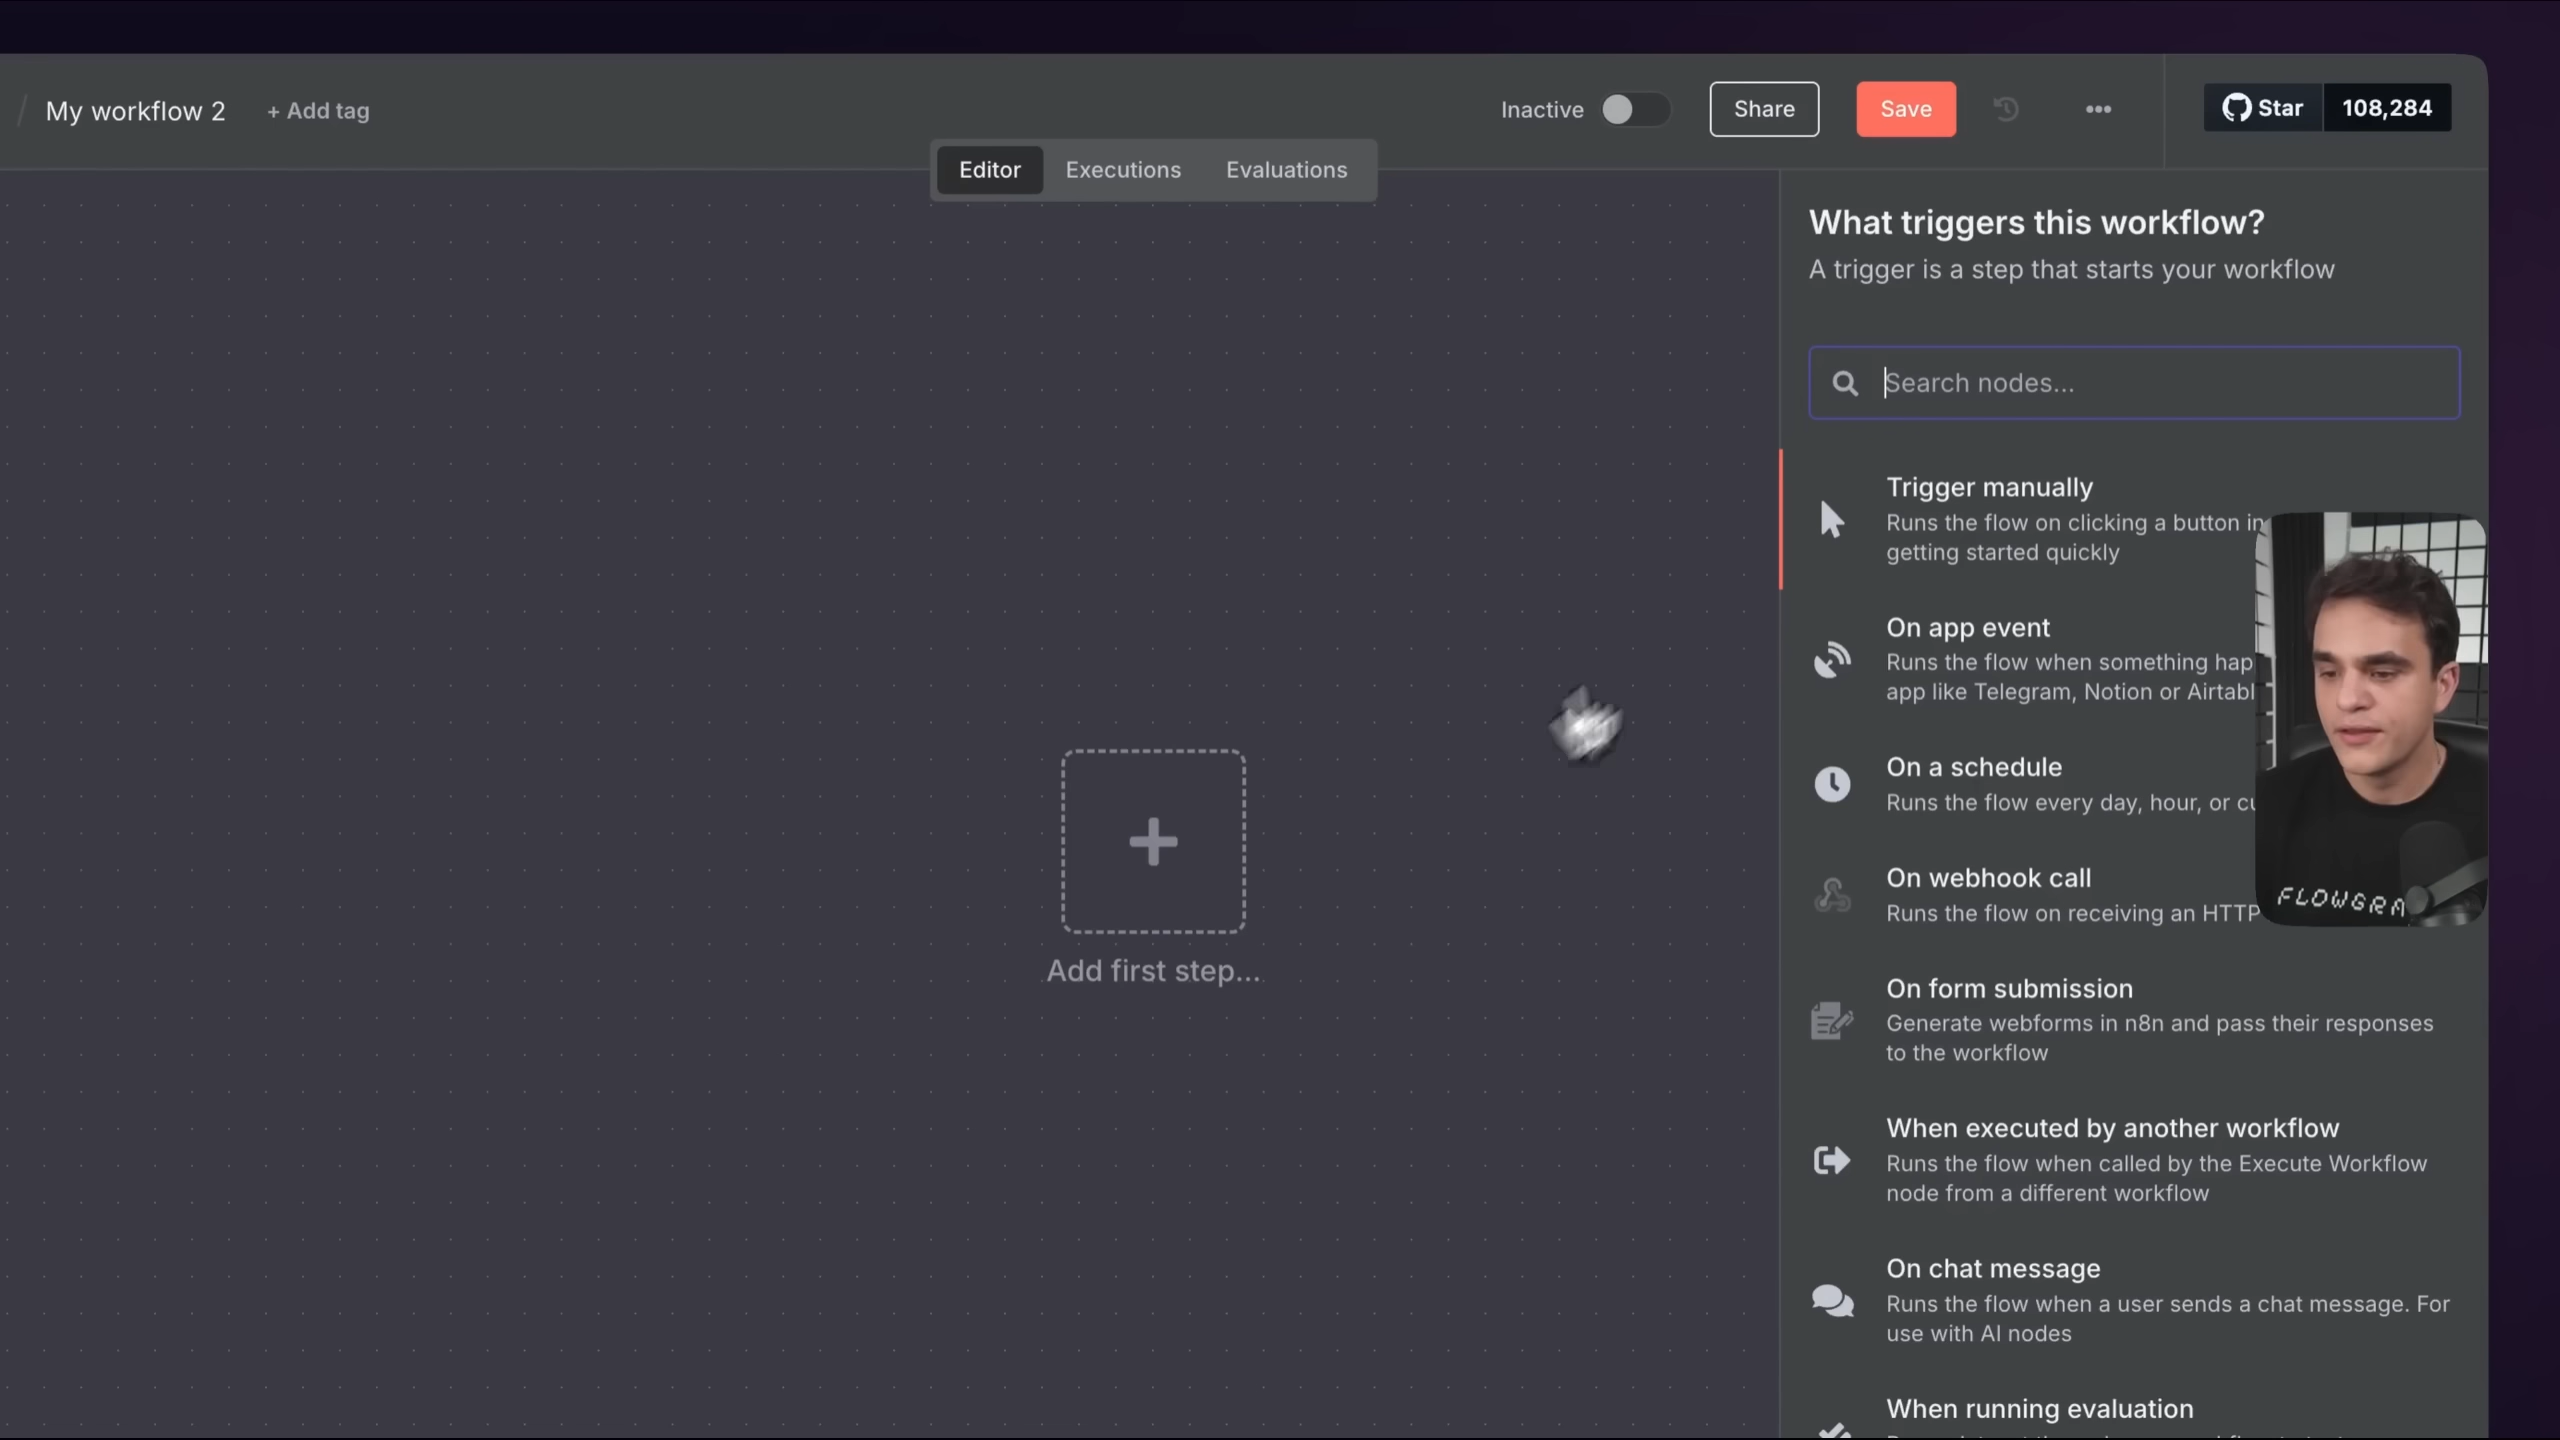 / My workflow 2 + Add tag
Inactive Share Save ••• Star 108,284
Editor Executions Evaluations
Add first step...
What triggers this workflow?
A trigger is a step that starts your workflow
Search nodes...
Trigger manually
Runs the flow on clicking a button in
getting started quickly
On app event
Runs the flow when something hap
app like Telegram, Notion or Airtabl
On a schedule
Runs the flow every day, hour, or cu
On webhook call
Runs the flow on receiving an HTTP
On form submission
Generate webforms in n8n and pass their responses
to the workflow
When executed by another workflow
Runs the flow when called by the Execute Workflow
node from a different workflow
On chat message
Runs the flow when a user sends a chat message. For
use with AI nodes
When running evaluation
FLOWGRA